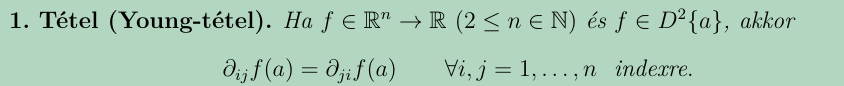 1. Tétel (Young-tétel). Ha f ∈ ℝⁿ → ℝ (2 ≤ n ∈ ℕ) és f ∈ D²{a}, akkor
∂ᵢⱼf(a) = ∂ⱼᵢf(a) ∀i, j = 1, . . . , n indexre.